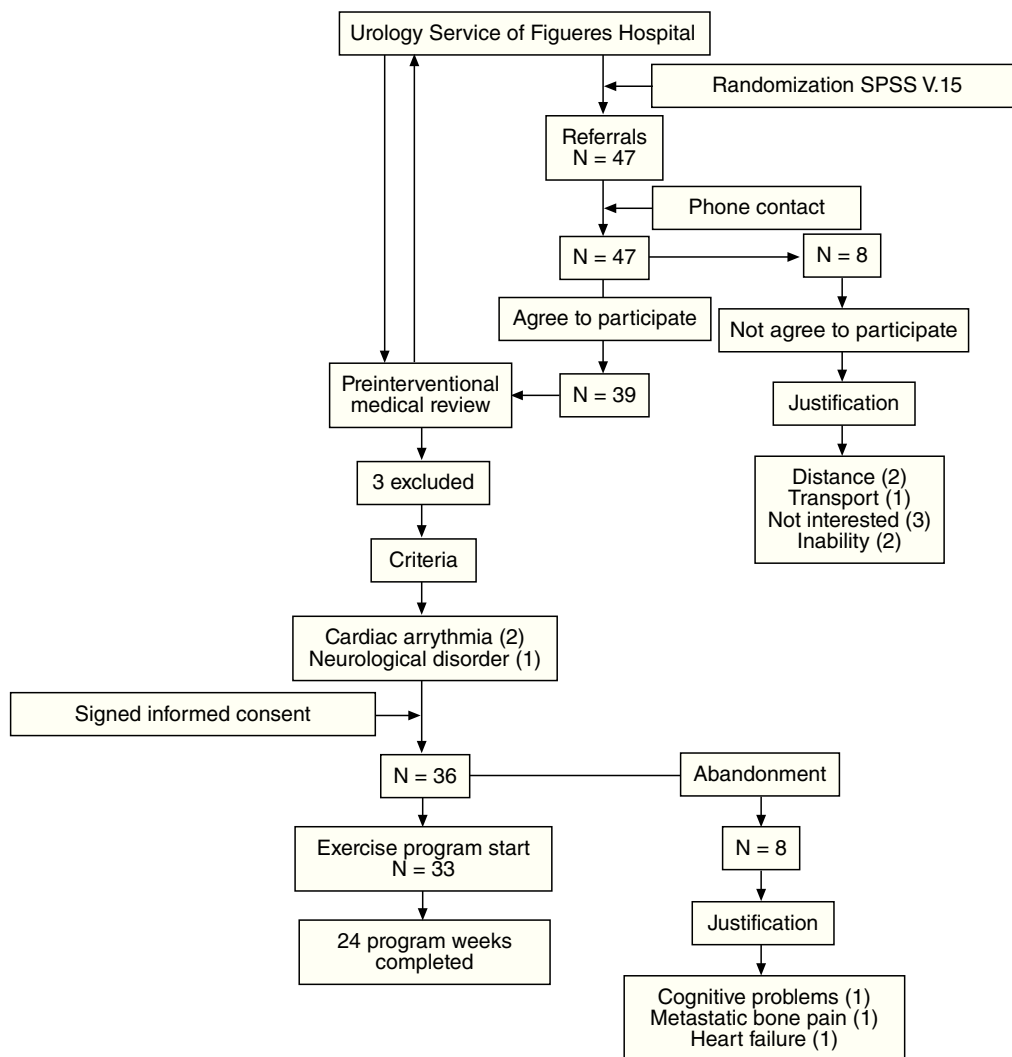 Urology Service of Figueres Hospital
Randomization SPSS V.15
Referrals
N = 47
Phone contact
N = 47
N = 8
Agree to participate
Not agree to participate
Preinterventional
medical review
N = 39
Justification
3 excluded
Distance (2)
Transport (1)
Not interested (3)
Inability (2)
Criteria
Cardiac arrythmia (2)
Neurological disorder (1)
Signed informed consent
N = 36
Abandonment
Exercise program start
N = 33
N = 8
Justification
24 program weeks
completed
Cognitive problems (1)
Metastatic bone pain (1)
Heart failure (1)